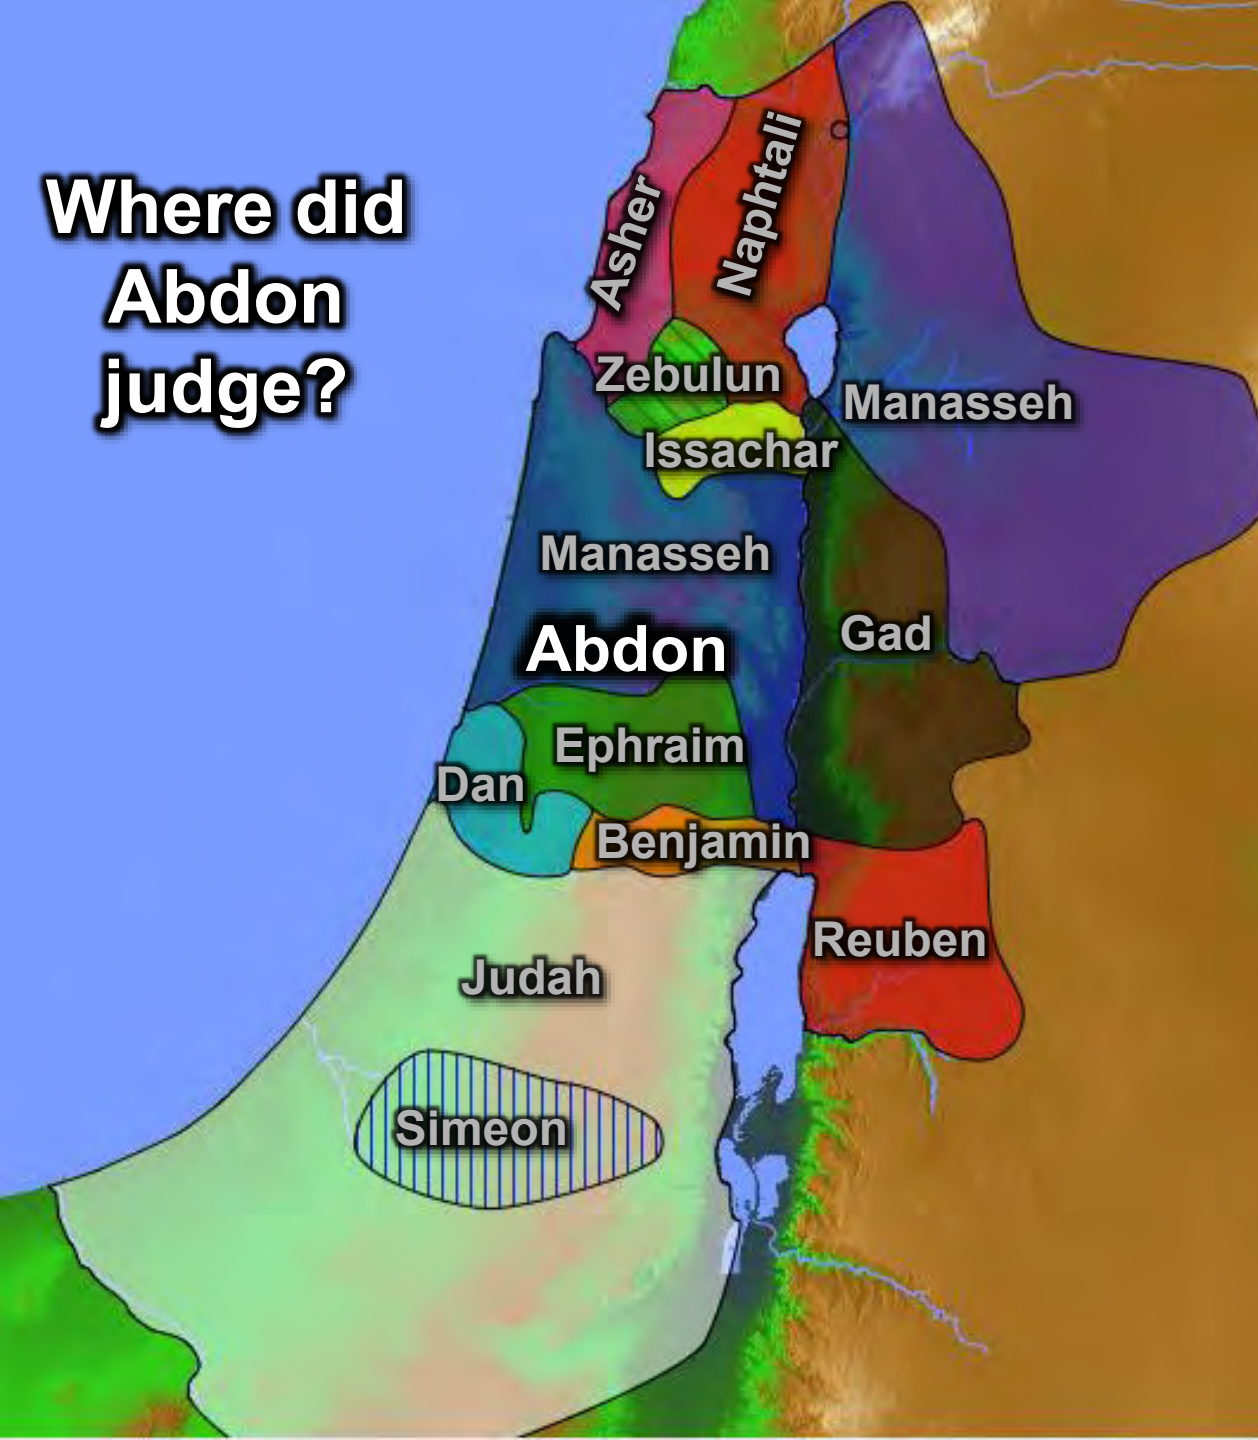 Where did
Abdon
judge?
Naphtali
Asher
Zebulun
Manasseh
Issachar
Manasseh
Gad
Abdon
Ephraim
Dan
Benjamin
Reuben
Judah
Simeon